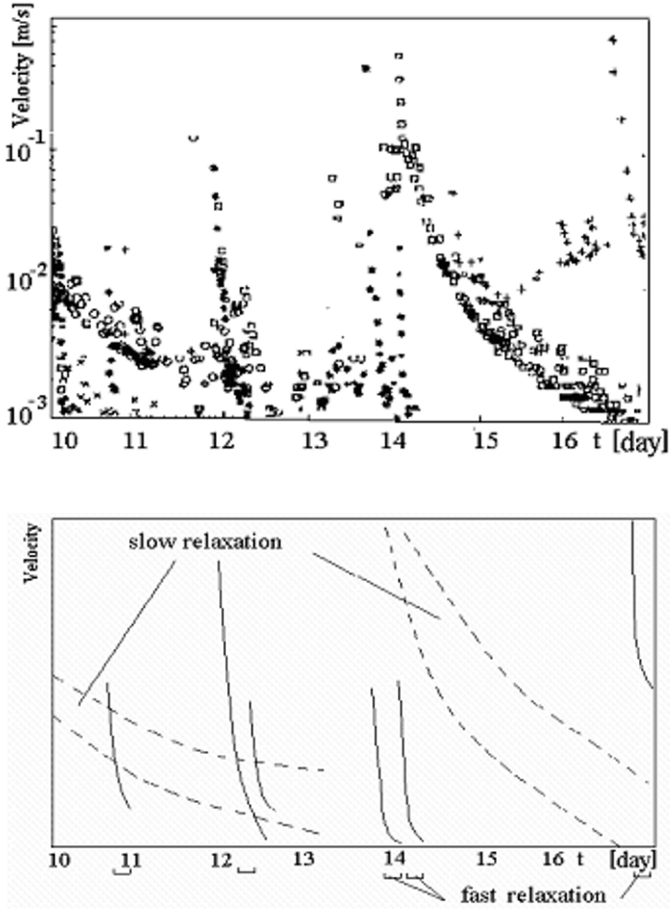 Velocity [m/s]
10-1
10-2
10-3
10 11 12 13 14 15 16 t [day]
Velocity
slow relaxation
10 11 12 13 14 15 16 t [day]
fast relaxation